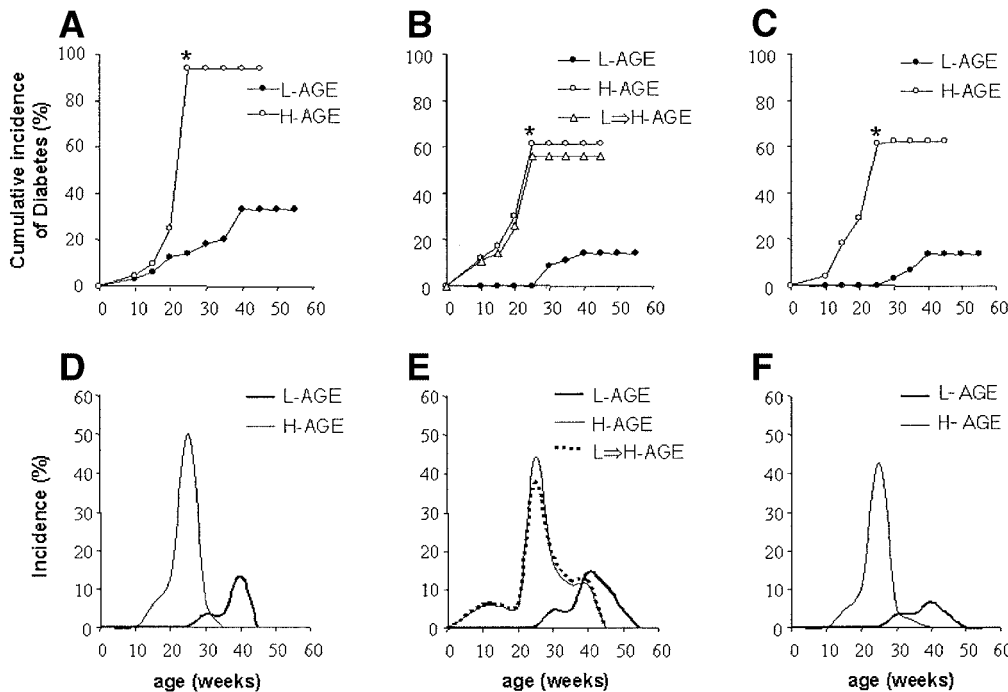 A
*
100
80
60
40
20
0
L-AGE
H-AGE
0 10 20 30 40 50 60
Cumulative incidence
of Diabetes (%)
B
*
100
80
60
40
20
0
L-AGE
H-AGE
L⇒H-AGE
0 10 20 30 40 50 60
C
*
100
80
60
40
20
0
L-AGE
H-AGE
0 10 20 30 40 50 60
D
60
50
40
30
20
10
0
L-AGE
H-AGE
0 10 20 30 40 50 60
Incidence (%)
age (weeks)
E
60
50
40
30
20
10
0
L-AGE
H-AGE
L⇒H-AGE
0 10 20 30 40 50 60
age (weeks)
F
60
50
40
30
20
10
0
L- AGE
H- AGE
0 10 20 30 40 50 60
age (weeks)